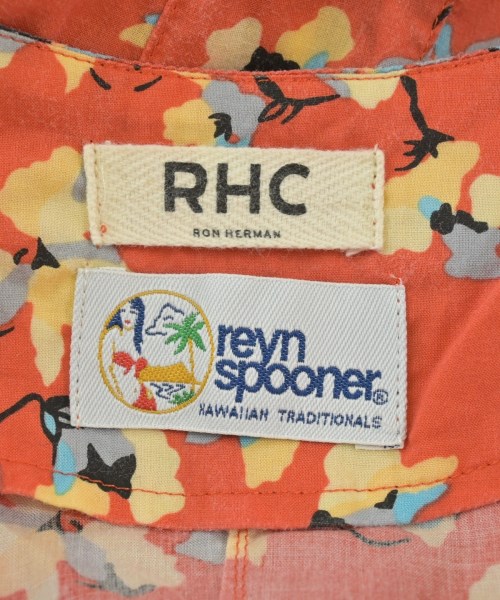 RHC
RON HERMAN
reyn
spooner®
HAWAIIAN TRADITIONALS